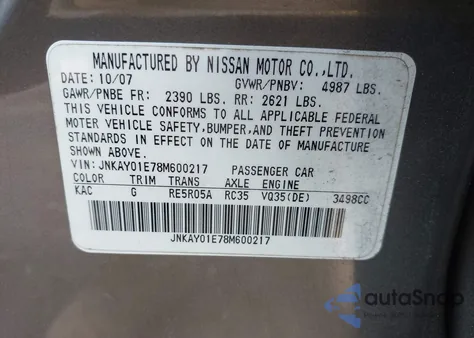 MANUFACTURED BY NISSAN MOTOR CO.,LTD.
DATE: 10/07 GVWR/PNBV: 4987 LBS.
GAWR/PNBE FR: 2390 LBS. RR: 2621 LBS.
THIS VEHICLE CONFORMS TO ALL APPLICABLE FEDERAL
MOTOR VEHICLE SAFETY, BUMPER, AND THEFT PREVENTION
STANDARDS IN EFFECT ON THE DATE OF MANUFACTURE
SHOWN ABOVE.
VIN: JNKAY01E78M600217 PASSENGER CAR
COLOR TRIM TRANS AXLE ENGINE
KAC G RE5R05A RC35 VQ35(DE) 3498CC
JNKAY01E78M600217
autaSnap